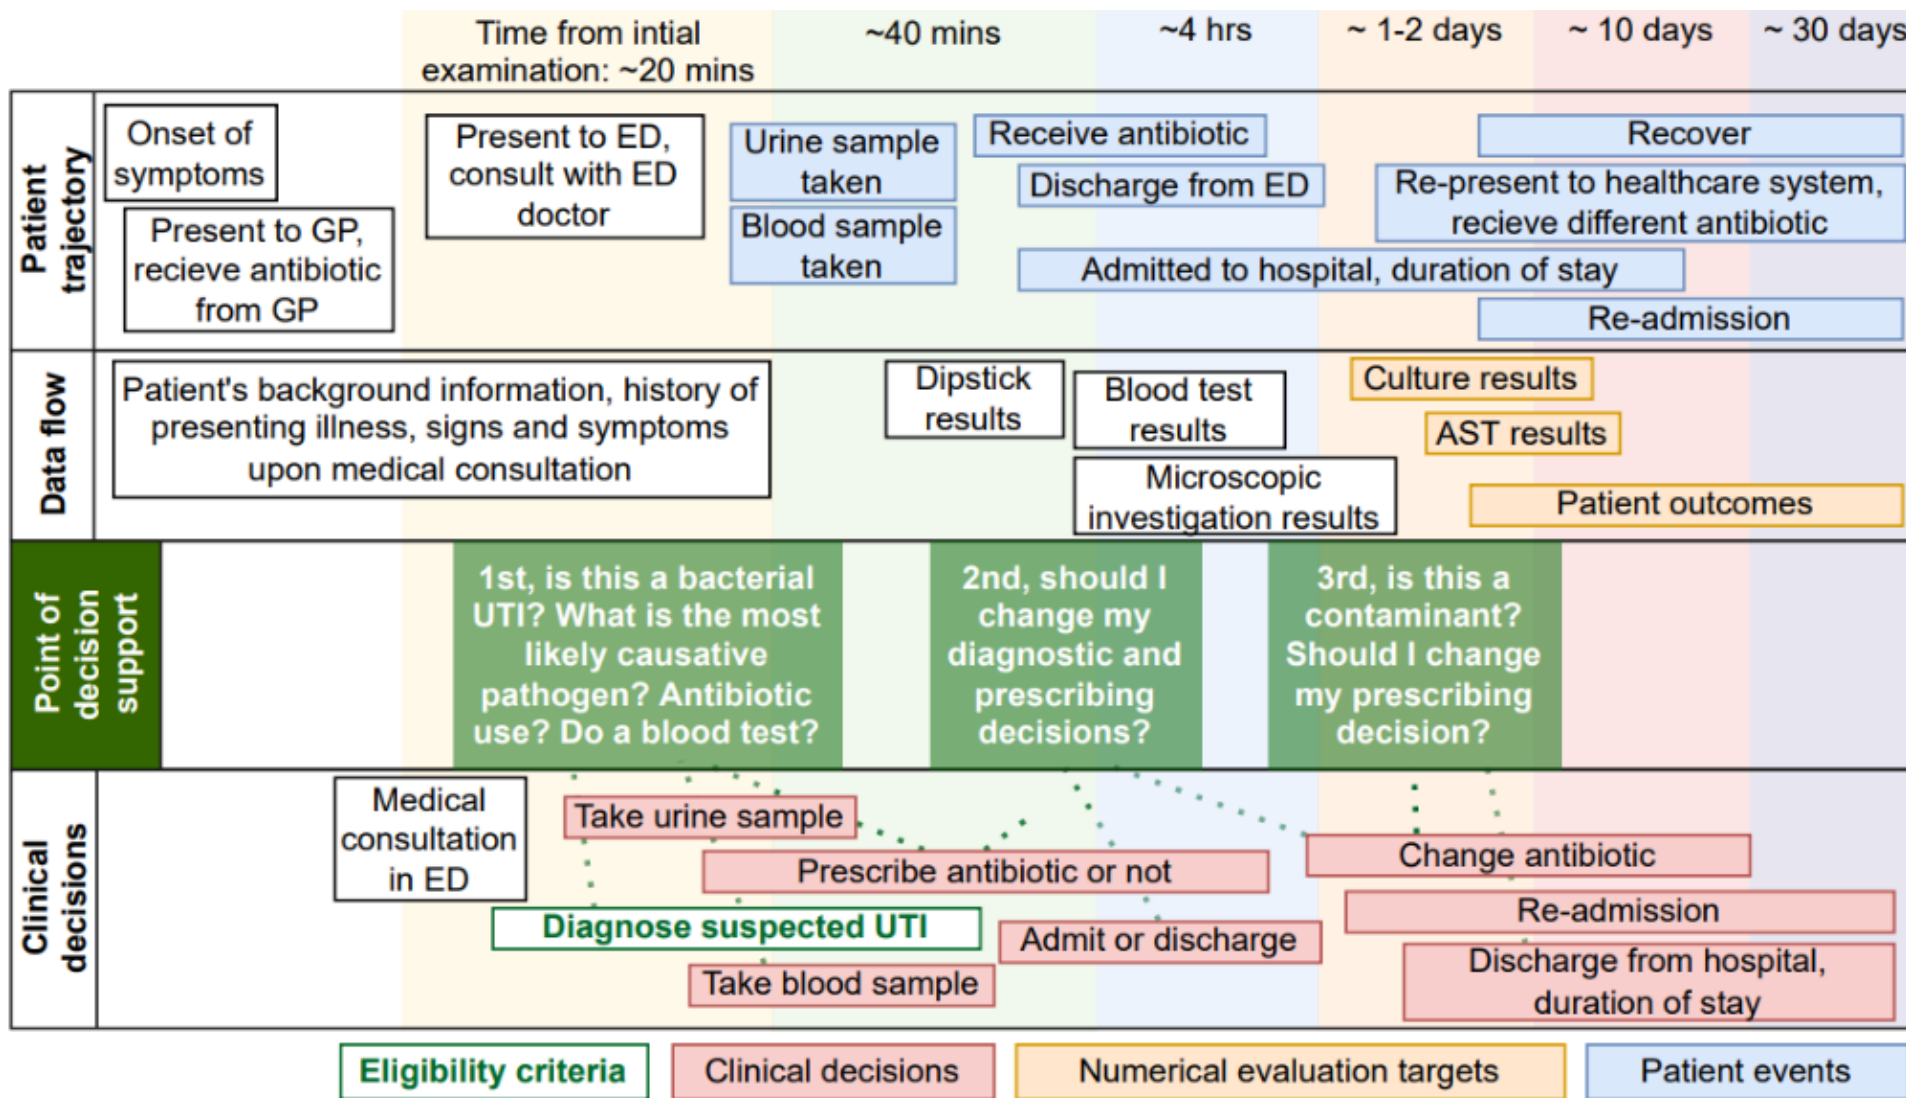 Time from intial
examination: ~20 mins
~40 mins
~4 hrs
~ 1-2 days
~ 10 days
~ 30 days
Patient
trajectory
Onset of
symptoms
Present to GP,
recieve antibiotic
from GP
Present to ED,
consult with ED
doctor
Urine sample
taken
Blood sample
taken
Receive antibiotic
Discharge from ED
Admitted to hospital, duration of stay
Recover
Re-present to healthcare system,
recieve different antibiotic
Re-admission
Data flow
Patient's background information, history of
presenting illness, signs and symptoms
upon medical consultation
Dipstick
results
Blood test
results
Microscopic
investigation results
Culture results
AST results
Patient outcomes
Point of
decision
support
1st, is this a bacterial
UTI? What is the most
likely causative
pathogen? Antibiotic
use? Do a blood test?
2nd, should I
change my
diagnostic and
prescribing
decisions?
3rd, is this a
contaminant?
Should I change
my prescribing
decision?
Clinical
decisions
Medical
consultation
in ED
Take urine sample
Prescribe antibiotic or not
Diagnose suspected UTI
Take blood sample
Admit or discharge
Change antibiotic
Re-admission
Discharge from hospital,
duration of stay
Eligibility criteria
Clinical decisions
Numerical evaluation targets
Patient events